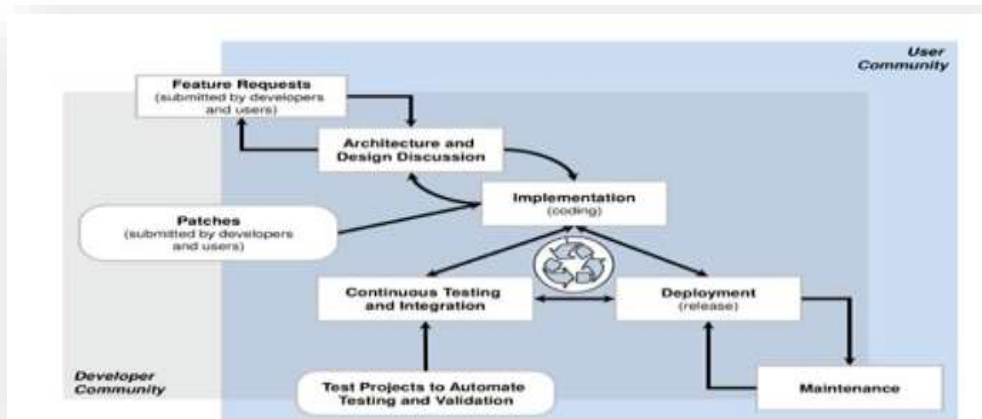 User
Community
Feature Requests
(submitted by developers
and users)
Architecture and
Design Discussion
Implementation
(coding)
Patches
(submitted by developers
and users)
Continuous Testing
and Integration
Deployment
(release)
Developer
Community
Test Projects to Automate
Testing and Validation
Maintenance